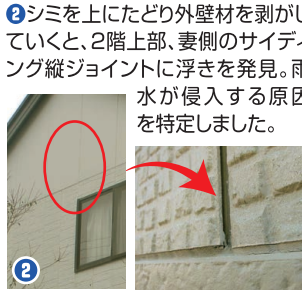 ❷シミを上にたどり外壁材を剥がし
ていくと、2階上部、妻側のサイディ
ング縦ジョイントに浮きを発見。雨
水が侵入する原因
を特定しました。
2